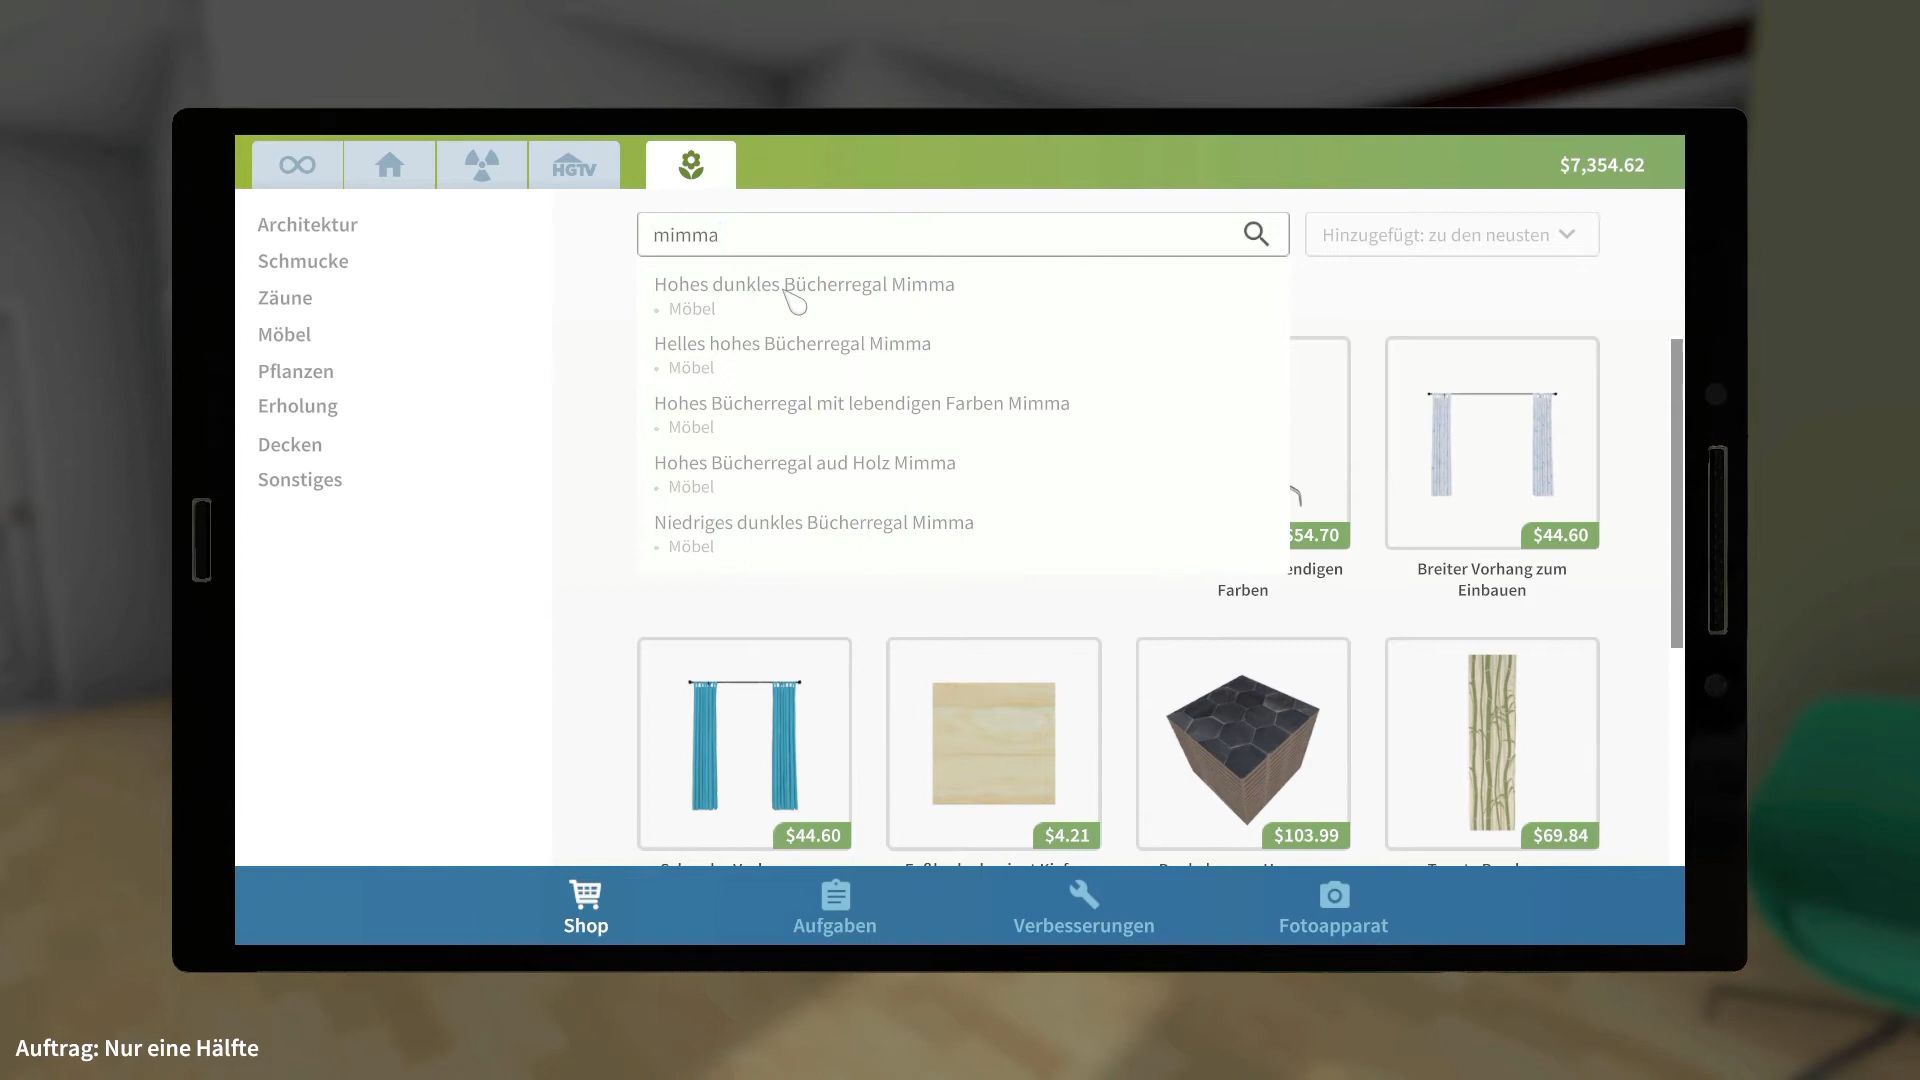 HGTV
$7,354.62
Architektur
Schmucke
Zäune
Möbel
Pflanzen
Erholung
Decken
Sonstiges
mimma
Hinzugefügt: zu den neusten
Hohes dunkles Bücherregal Mimma
• Möbel
Helles hohes Bücherregal Mimma
• Möbel
Hohes Bücherregal mit lebendigen Farben Mimma
• Möbel
Hohes Bücherregal aud Holz Mimma
• Möbel
Niedriges dunkles Bücherregal Mimma
• Möbel
$54.70
endigen
Farben
$44.60
Breiter Vorhang zum
Einbauen
$44.60
$4.21
$103.99
$69.84
Shop
Aufgaben
Verbesserungen
Fotoapparat
Auftrag: Nur eine Hälfte